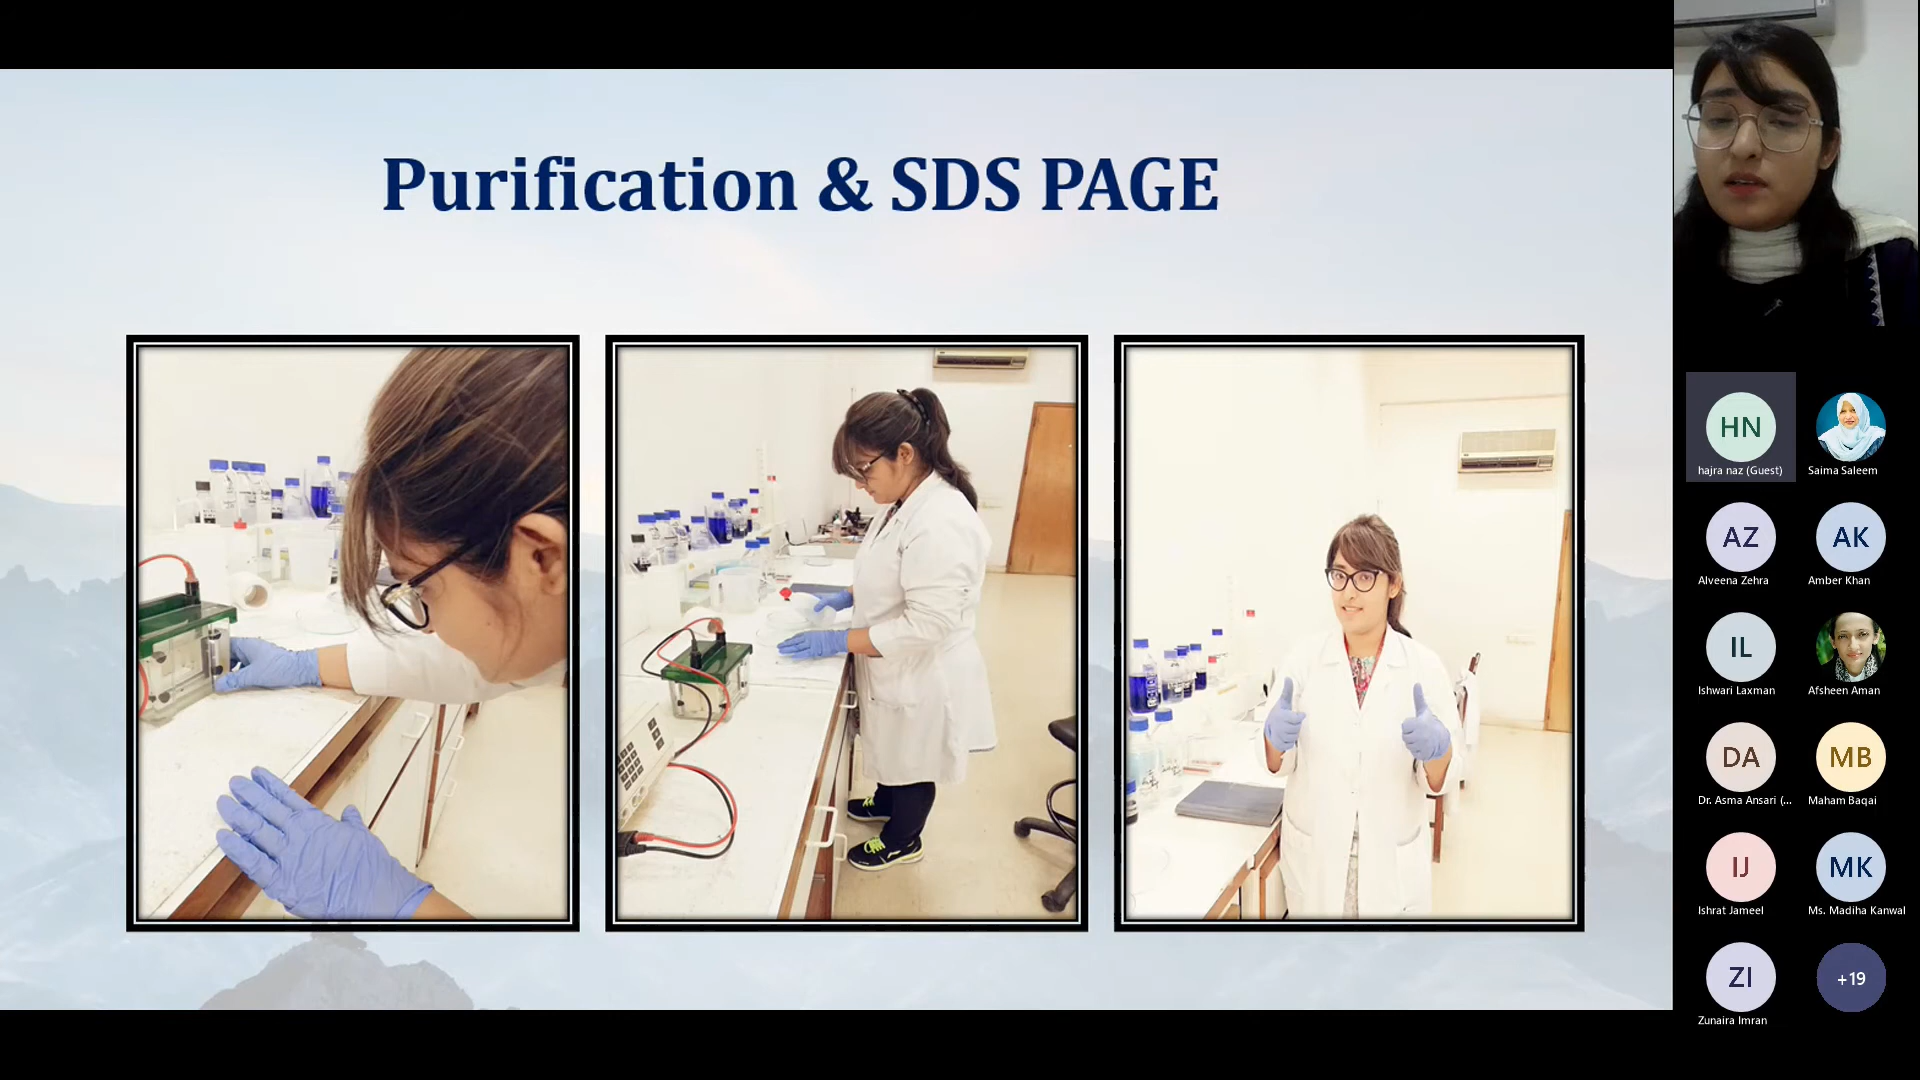 Purification & SDS PAGE
HN
hajra naz (Guest)
Saima Saleem
AZ
Alveena Zehra
AK
Amber Khan
IL
Ishwari Laxman
Afsheen Aman
DA
Dr. Asma Ansari (...
MB
Maham Baqai
IJ
Ishrat Jameel
MK
Ms. Madiha Kanwal
ZI
Zunaira Imran
+19